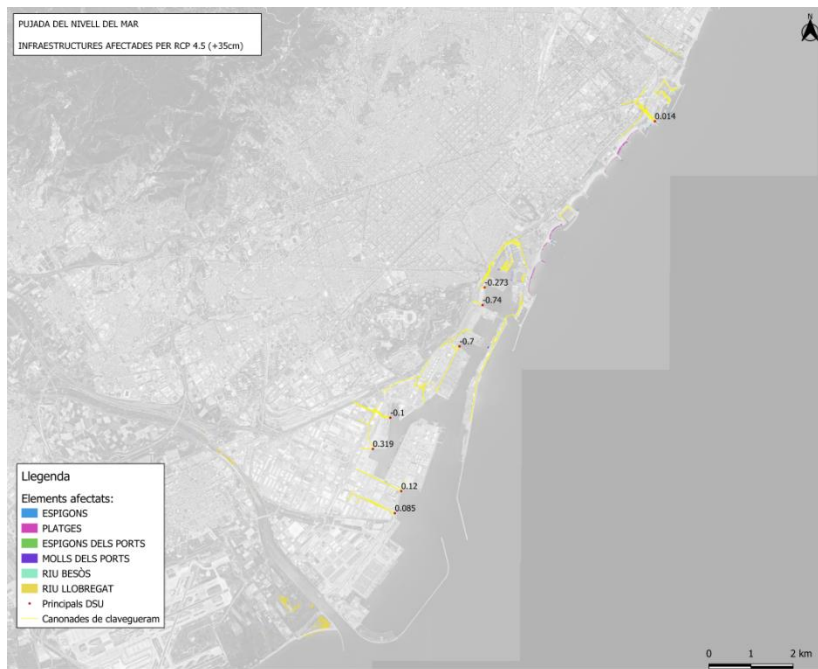 PUJADA DEL NIVELL DEL MAR
INFRAESTRUCTURES AFECTADES PER RCP 4.5 (+35cm)
N
0.014
-0.273
-0.74
-0.7
-0.1
0.319
0.12
0.085
Llegenda
Elements afectats:
ESPIGONS
PLATGES
ESPIGONS DELS PORTS
MOLLS DELS PORTS
RIU BESÒS
RIU LLOBREGAT
Principals DSU
Canonades de clavegueram
0 1 2 km